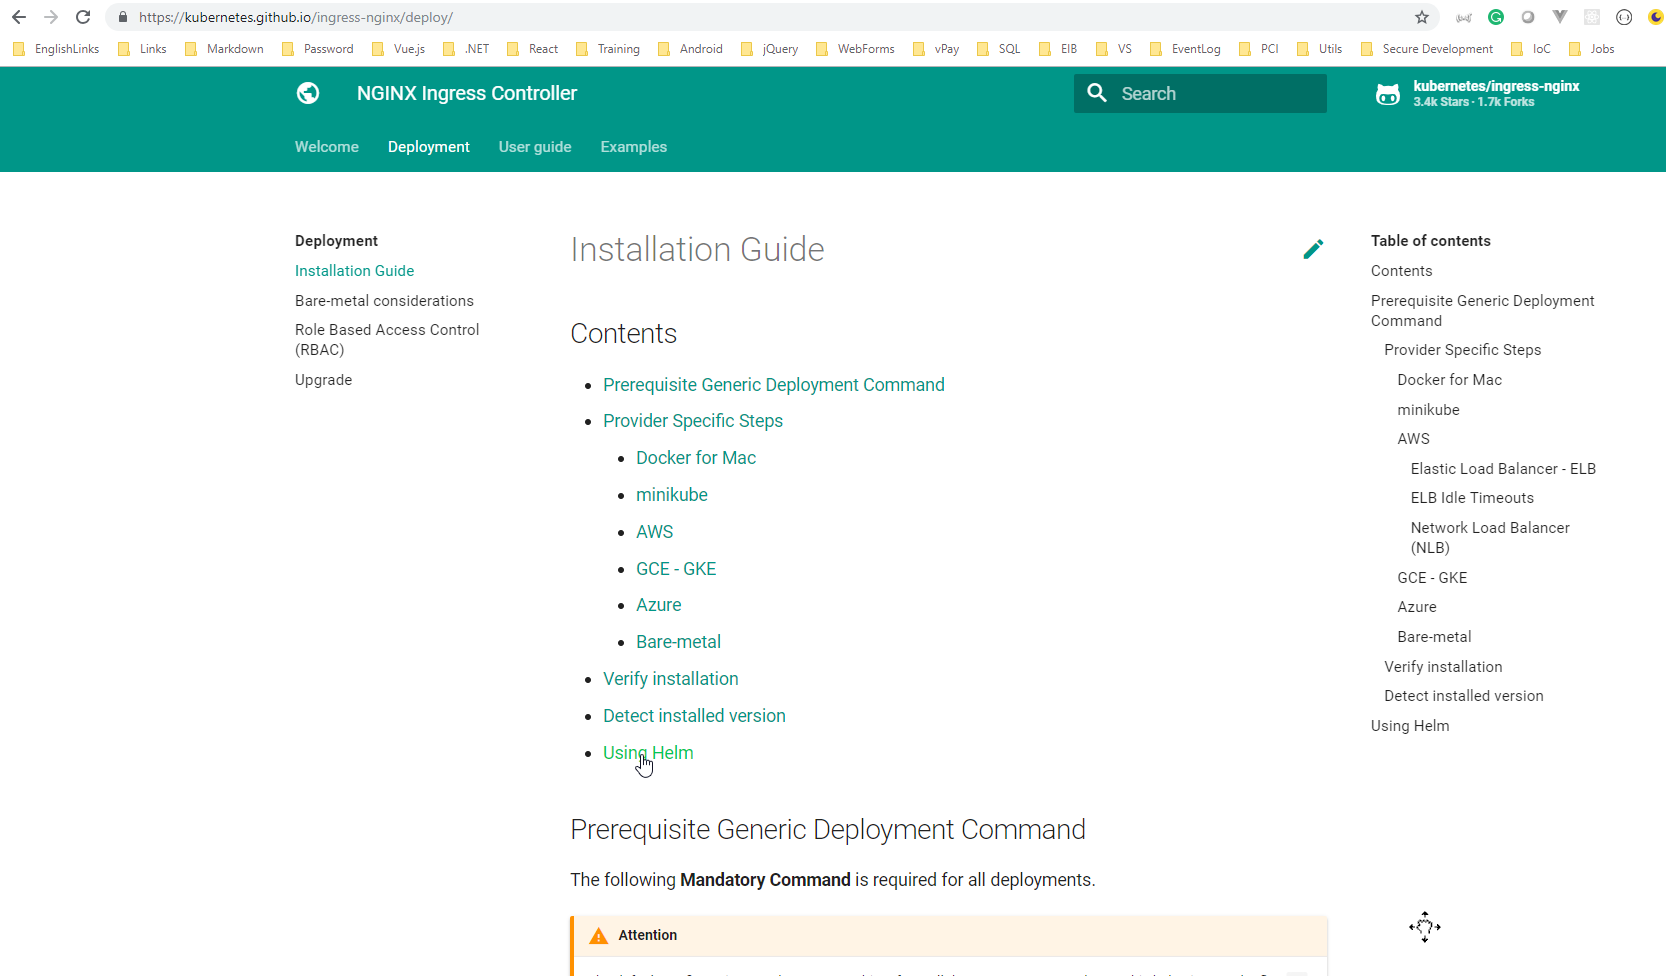 https://kubernetes.github.io/ingress-nginx/deploy/
EnglishLinks Links Markdown Password Vue.js .NET React Training Android jQuery WebForms vPay SQL EIB VS EventLog PCI Utils Secure Development IoC Jobs
NGINX Ingress Controller
Search
kubernetes/ingress-nginx
3.4k Stars · 1.7k Forks
Welcome Deployment User guide Examples
Deployment
Installation Guide
Bare-metal considerations
Role Based Access Control
(RBAC)
Upgrade
Installation Guide
Contents
Prerequisite Generic Deployment Command
Provider Specific Steps
Docker for Mac
minikube
AWS
GCE - GKE
Azure
Bare-metal
Verify installation
Detect installed version
Using Helm
Prerequisite Generic Deployment Command
The following Mandatory Command is required for all deployments.
Attention
Table of contents
Contents
Prerequisite Generic Deployment
Command
Provider Specific Steps
Docker for Mac
minikube
AWS
Elastic Load Balancer - ELB
ELB Idle Timeouts
Network Load Balancer
(NLB)
GCE - GKE
Azure
Bare-metal
Verify installation
Detect installed version
Using Helm